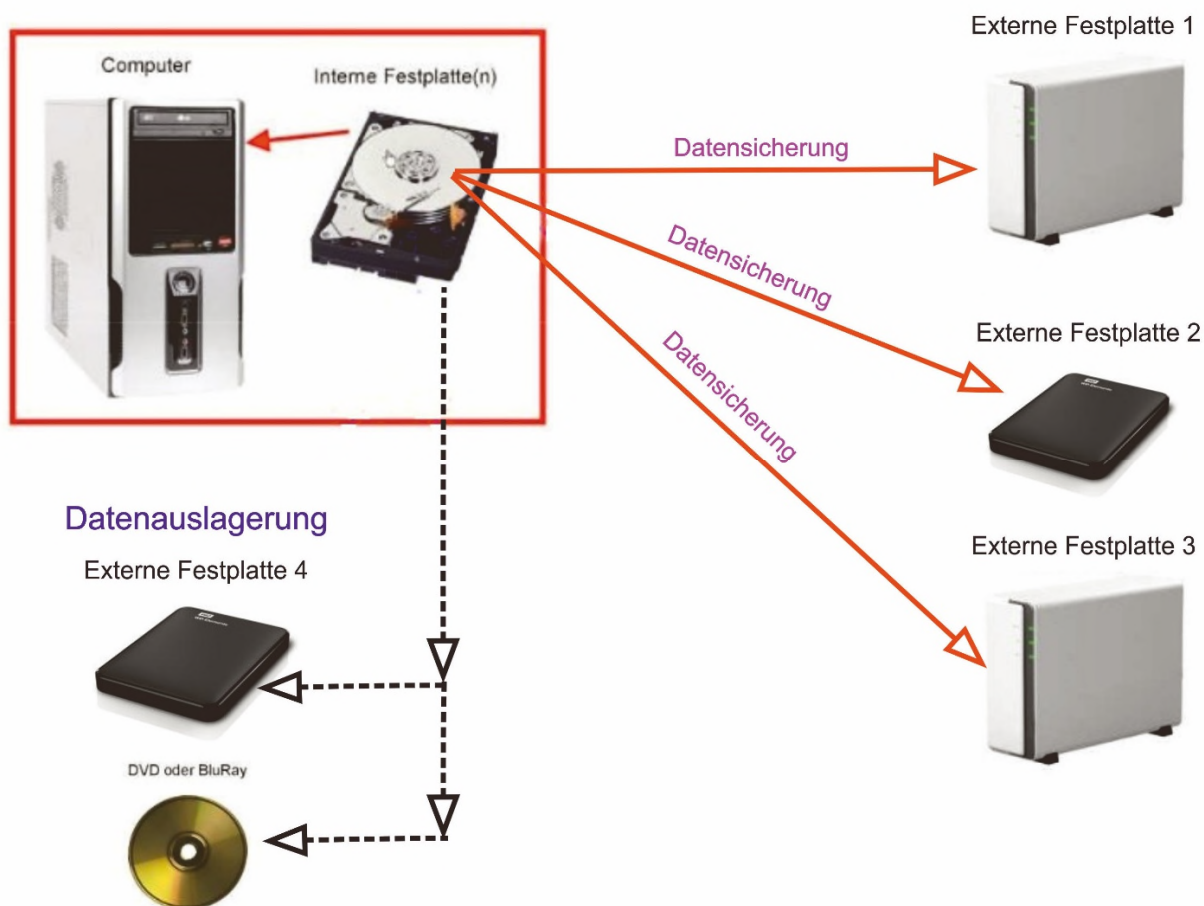 Externe Festplatte 1
Computer
Interne Festplatte(n)
Datensicherung
Datensicherung
Datensicherung
Externe Festplatte 2
Datenauslagerung
Externe Festplatte 4
Externe Festplatte 3
DVD oder BluRay